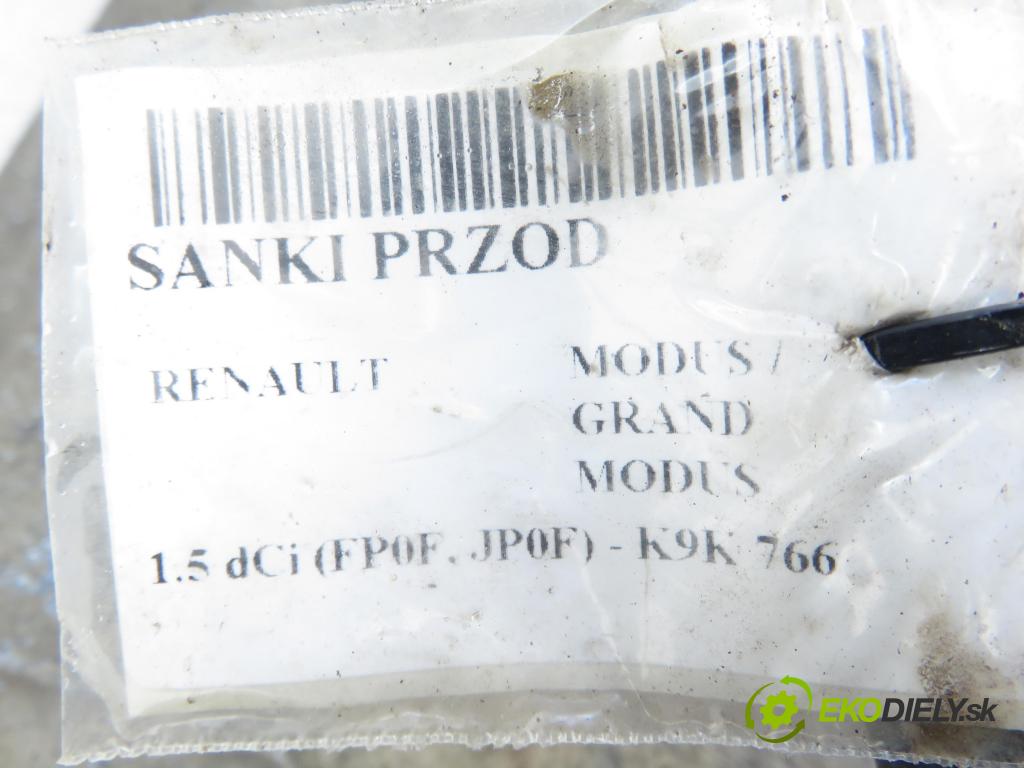 SANKI PRZOD
RENAULT MODUS /
GRAND
MODUS
1.5 dCi (FP0F, JP0F) - K9K 766
EKODIELY.sk